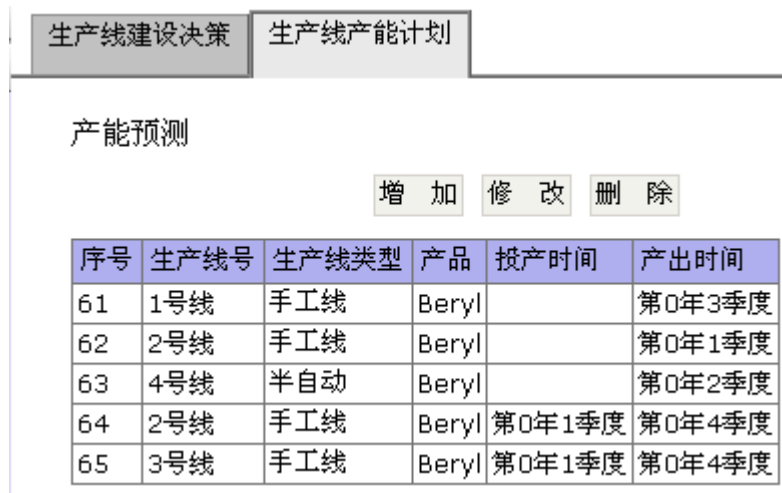 生产线建设决策 生产线产能计划
产能预测
增 加 修 改 删 除
序号 生产线号 生产线类型 产品 投产时间 产出时间
61 1号线 手工线 Beryl 第0年3季度
62 2号线 手工线 Beryl 第0年1季度
63 4号线 半自动 Beryl 第0年2季度
64 2号线 手工线 Beryl 第0年1季度 第0年4季度
65 3号线 手工线 Beryl 第0年1季度 第0年4季度